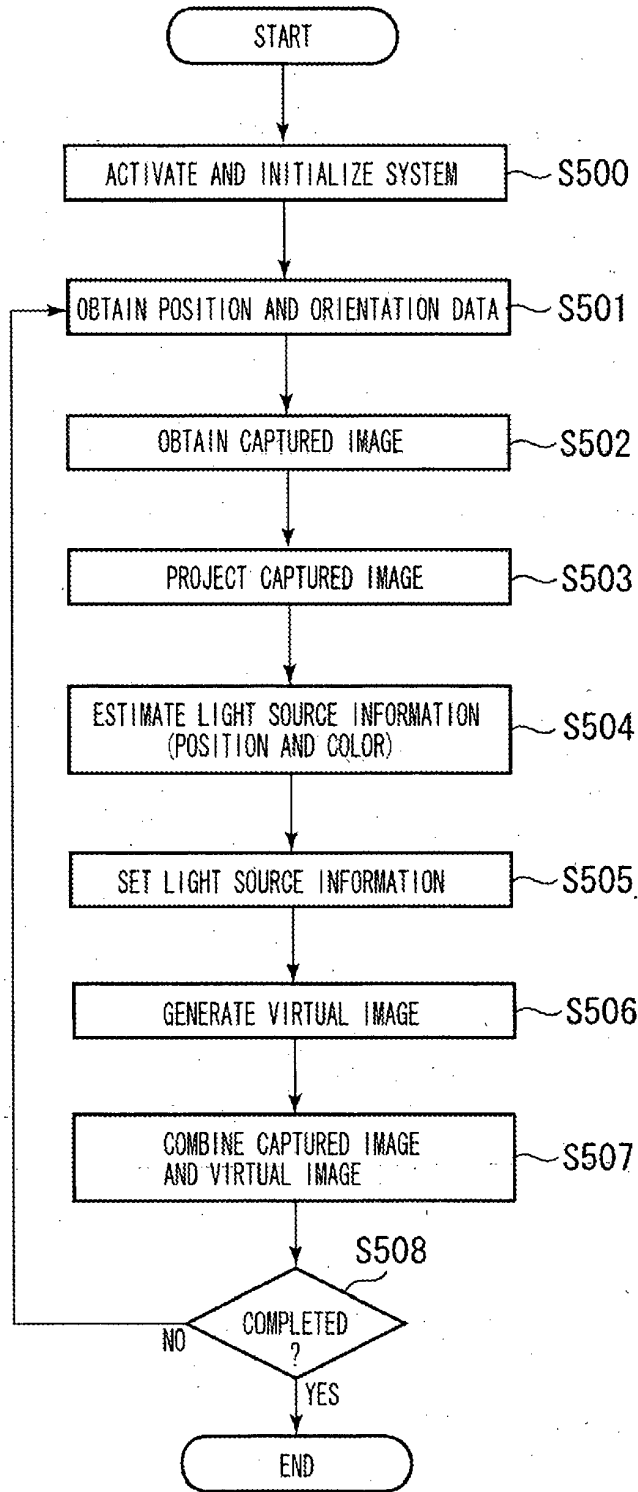 START
ACTIVATE AND INITIALIZE SYSTEM
S500
OBTAIN POSITION AND ORIENTATION DATA
S501
OBTAIN CAPTURED IMAGE
S502
PROJECT CAPTURED IMAGE
S503
ESTIMATE LIGHT SOURCE INFORMATION
(POSITION AND COLOR)
S504
SET LIGHT SOURCE INFORMATION
S505
GENERATE VIRTUAL IMAGE
S506
COMBINE CAPTURED IMAGE
AND VIRTUAL IMAGE
S507
S508
COMPLETED
?
NO
YES
END